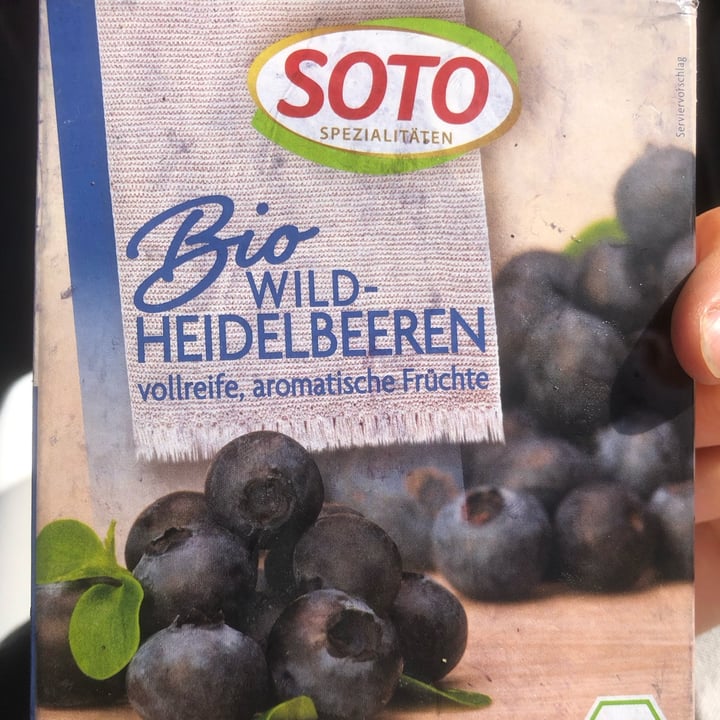 SOTO
SPEZIALITÄTEN
Serviervorschlag
Bio
WILD-
HEIDELBEEREN
vollreife, aromatische Früchte